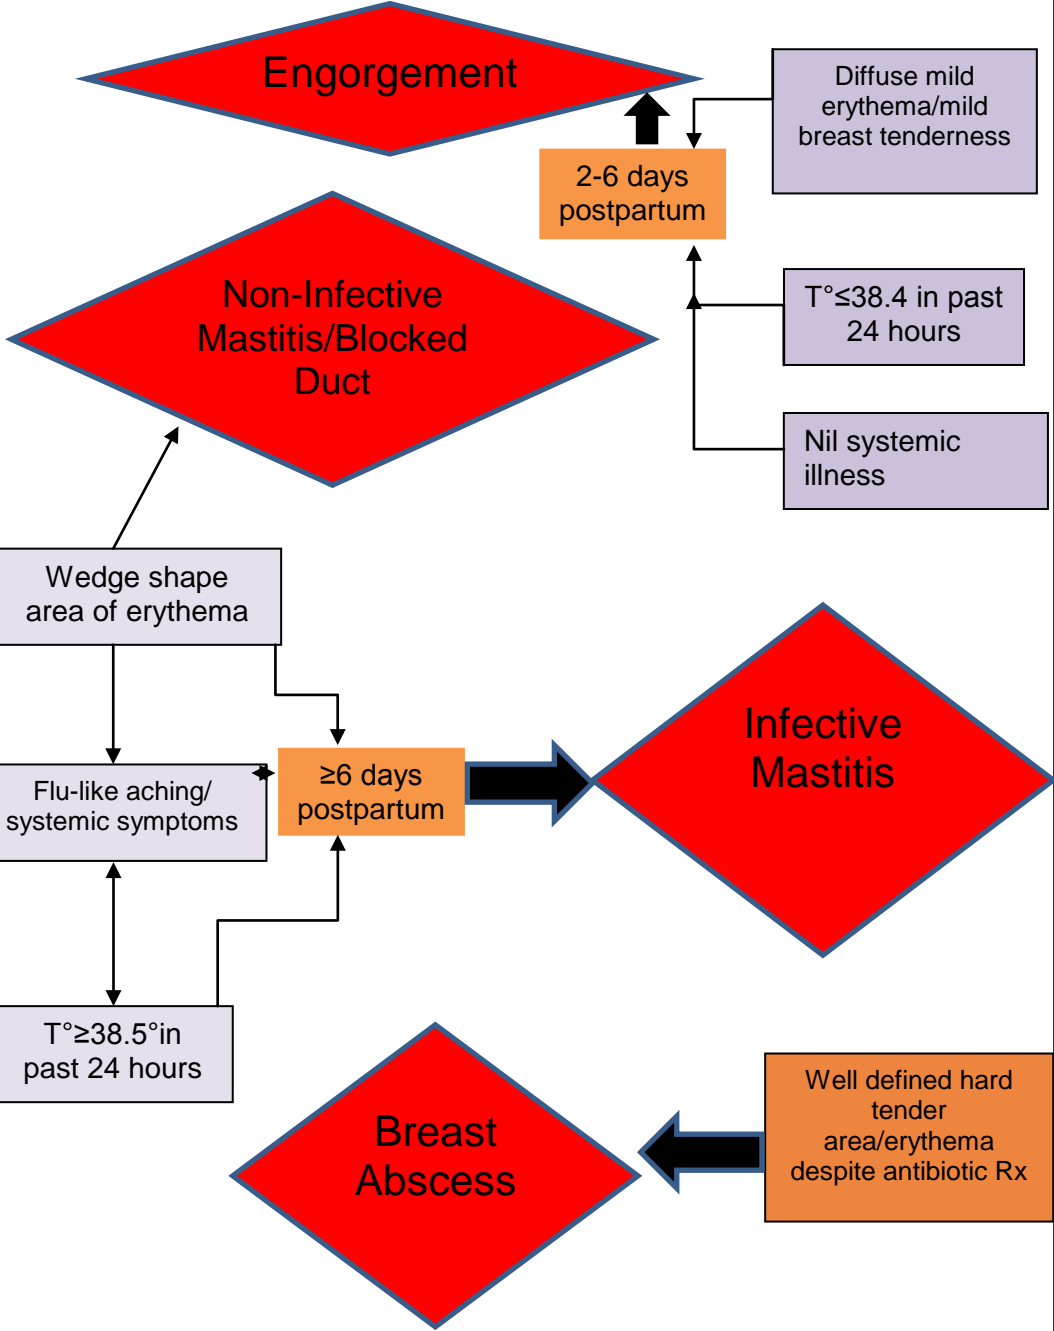 Engorgement
Diffuse mild
erythema/mild
breast tenderness
2-6 days
postpartum
T°≤38.4 in past
24 hours
Nil systemic
illness
Non-Infective
Mastitis/Blocked
Duct
Wedge shape
area of erythema
Flu-like aching/
systemic symptoms
≥6 days
postpartum
Infective
Mastitis
T°≥38.5°in
past 24 hours
Breast
Abscess
Well defined hard
tender
area/erythema
despite antibiotic Rx